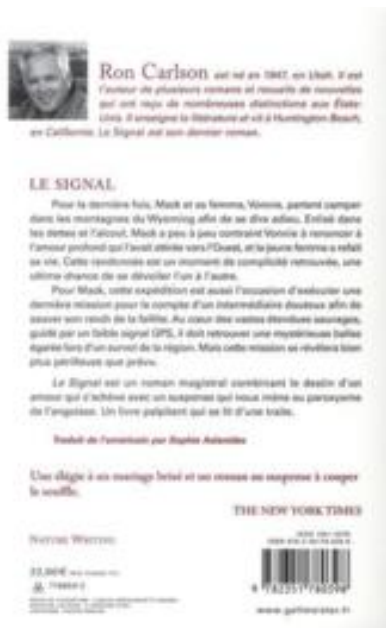 Ron Carlson est né en 1947, en Utah. Il est
l'auteur de plusieurs romans et recueils de nouvelles
qui ont reçu de nombreuses distinctions aux États-
Unis. Il enseigne la littérature et vit à Huntington Beach,
en Californie. Le Signal est son dernier roman.
LE SIGNAL
Pour la dernière fois, Mack et sa femme, Vonnie, partent camper
dans les montagnes du Wyoming afin de se dire adieu. Enlisé dans
les dettes et l'alcool, Mack a peu à peu contraint Vonnie à renoncer à
l'amour profond qui l'avait attirée vers l'Ouest, et la jeune femme a refait
sa vie. Cette randonnée est un moment de complicité retrouvée, une
ultime chance de se dévoiler l'un à l'autre.
Pour Mack, cette expédition est aussi l'occasion d'exécuter une
dernière mission pour le compte d'un intermédiaire douteux afin de
sauver son ranch de la faillite. Au cœur des vastes étendues sauvages,
guidé par un faible signal GPS, il doit retrouver une mystérieuse balise
égarée lors d'un survol de la région. Mais cette mission se révélera bien
plus périlleuse que prévu.
Le Signal est un roman magistral combinant le destin d'un
amour qui s'achève avec un suspense qui nous mène au paroxysme
de l'angoisse. Un livre palpitant qui se lit d'une traite.
Traduit de l'américain par Sophie Aslanides
Une élégie à un mariage brisé et un roman au suspense à couper
le souffle.
THE NEW YORK TIMES
NATURE WRITING
9 782351 780398
www.gallmeister.fr